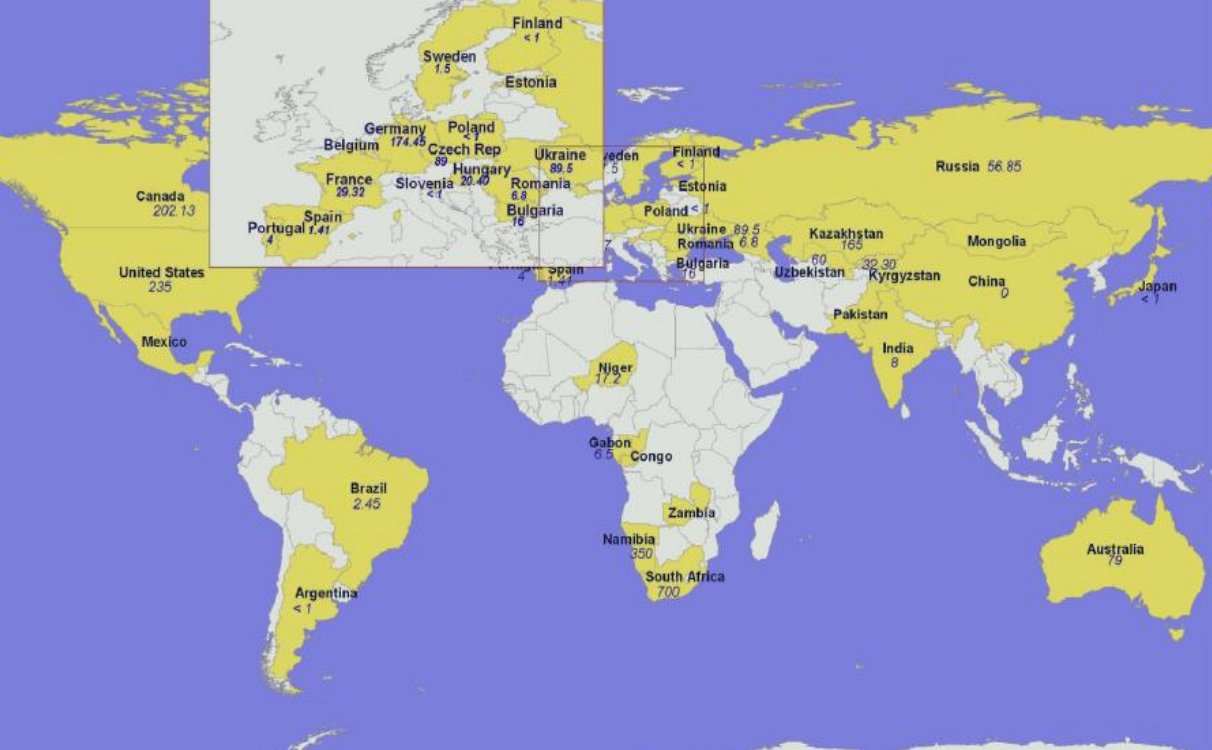 Finland
< 1
Sweden
1.5
Estonia
Germany
174.45
Poland
< 1
Belgium
Czech Rep
89
Ukraine
89.5
Hungary
20.40
France
29.32
Slovenia
< 1
Romania
6.8
Bulgaria
16
Portugal
4
Spain
1.41
Finland
< 1
Estonia
Poland < 1
Ukraine 89.5
Romania 6.8
Bulgaria
16
4
Spain
1.41
Russia 56.85
Canada
202.13
United States
235
Mexico
Kazakhstan
165
Mongolia
60
Uzbekistan
32.30
Kyrgyzstan
China
0
Japan
< 1
Pakistan
India
8
Niger
17.2
Gabon
6.5
Congo
Brazil
2.45
Zambia
Namibia
350
South Africa
700
Australia
79
Argentina
< 1